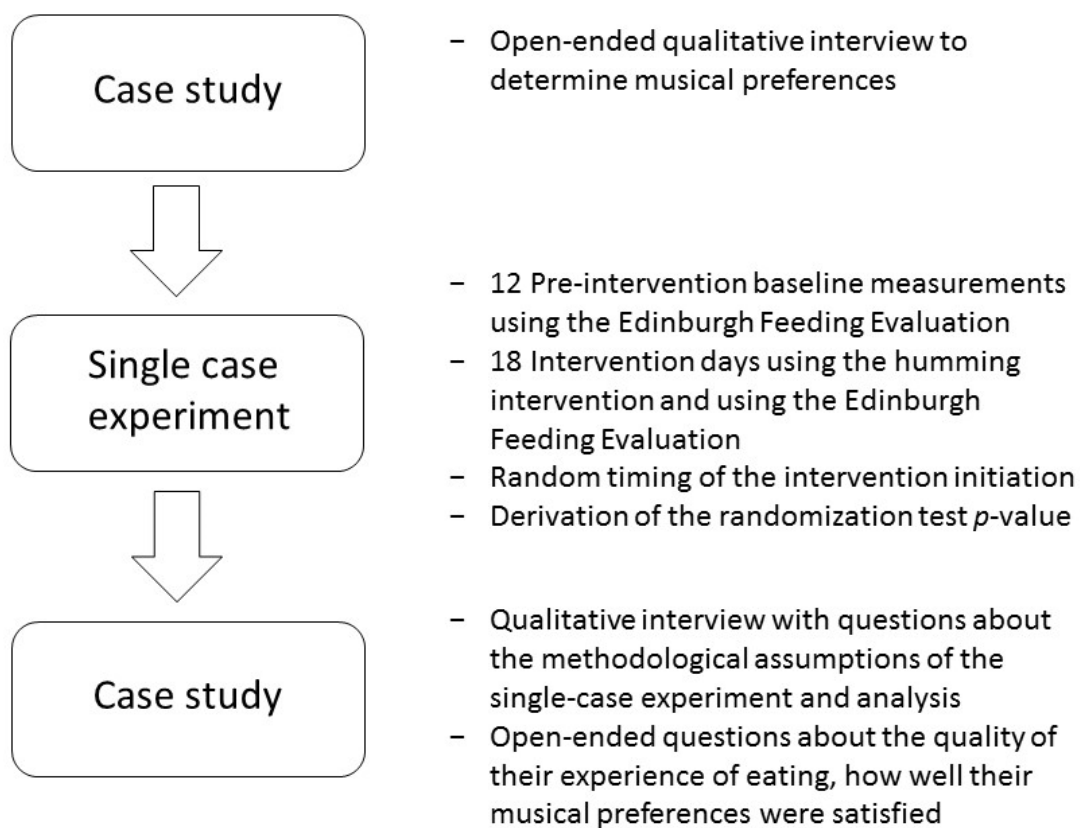 Case study
– Open-ended qualitative interview to
determine musical preferences
Single case
experiment
– 12 Pre-intervention baseline measurements
using the Edinburgh Feeding Evaluation
– 18 Intervention days using the humming
intervention and using the Edinburgh
Feeding Evaluation
– Random timing of the intervention initiation
– Derivation of the randomization test p-value
Case study
– Qualitative interview with questions about
the methodological assumptions of the
single-case experiment and analysis
– Open-ended questions about the quality of
their experience of eating, how well their
musical preferences were satisfied